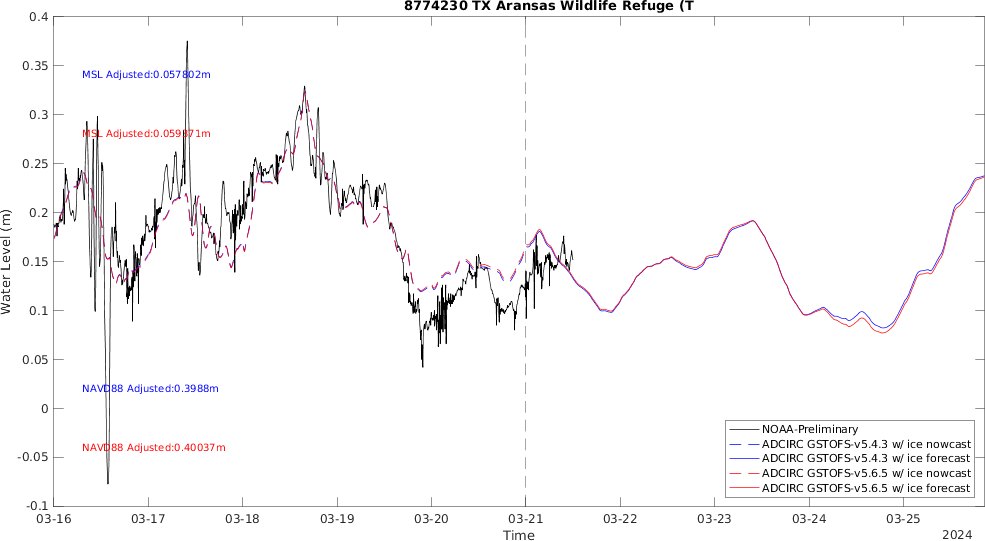 8774230 TX Aransas Wildlife Refuge (T
0.4
0.35
0.3
0.25
0.2
0.15
0.1
0.05
0
-0.05
-0.1
Water Level (m)
MSL Adjusted:0.057802m
MSL Adjusted:0.059371m
NAVD88 Adjusted:0.3988m
NAVD88 Adjusted:0.40037m
NOAA-Preliminary
ADCIRC GSTOFS-v5.4.3 w/ ice nowcast
ADCIRC GSTOFS-v5.4.3 w/ ice forecast
ADCIRC GSTOFS-v5.6.5 w/ ice nowcast
ADCIRC GSTOFS-v5.6.5 w/ ice forecast
03-16 03-17 03-18 03-19 03-20 03-21 03-22 03-23 03-24 03-25
Time
2024